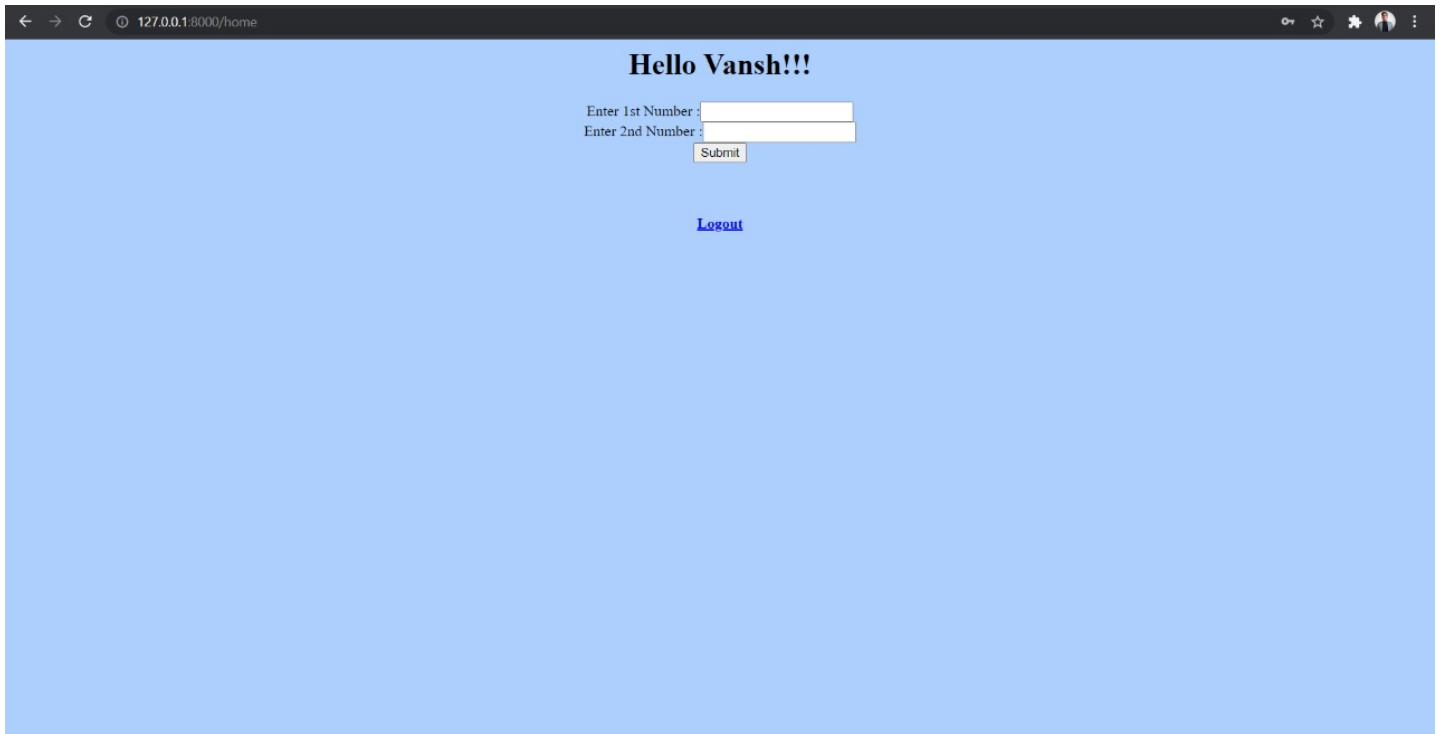 127.0.0.1:8000/home
Hello Vansh!!!
Enter 1st Number :
Enter 2nd Number :
Submit
Logout